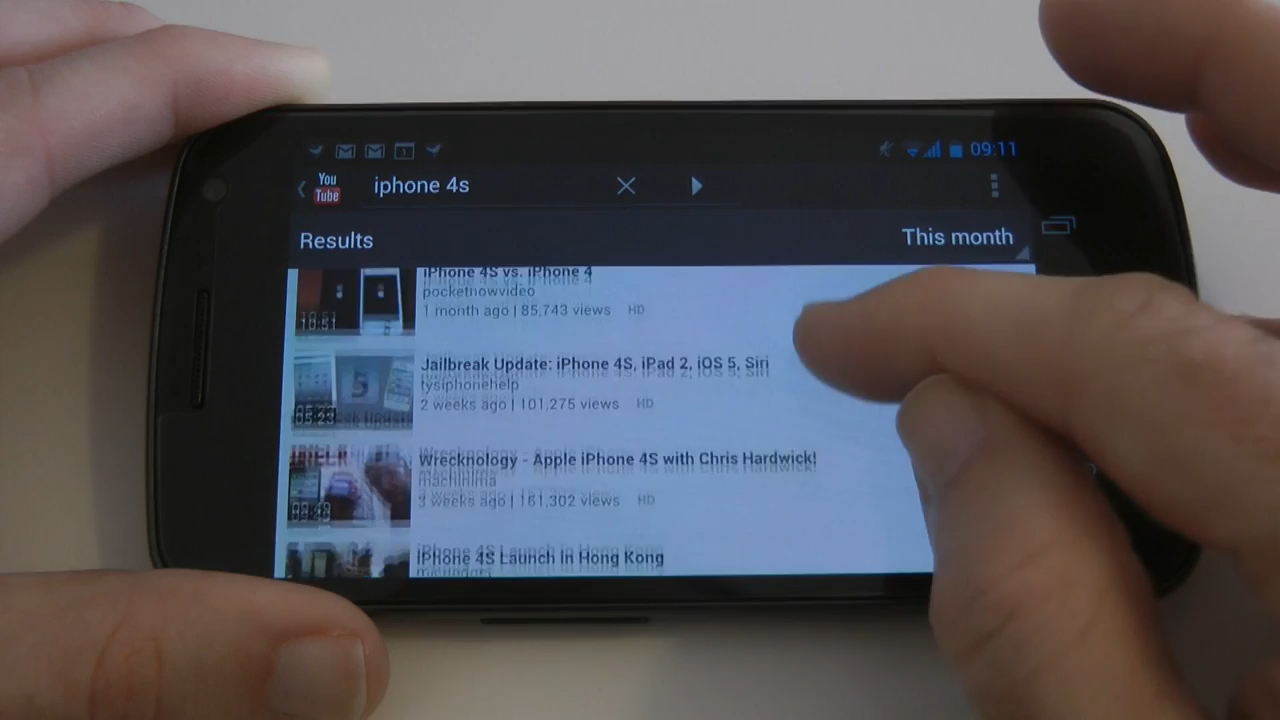 09:11
You
Tube
iphone 4s
Results
This month
iPhone 4S vs. iPhone 4
pocketnowvideo
1 month ago | 85,743 views HD
10:51
Jailbreak Update: iPhone 4S, iPad 2, iOS 5, Siri
tysiphonehelp
2 weeks ago | 101,275 views HD
05:23
Wrecknology - Apple iPhone 4S with Chris Hardwick!
machinima
3 weeks ago | 161,302 views HD
iPhone 4S Launch in Hong Kong